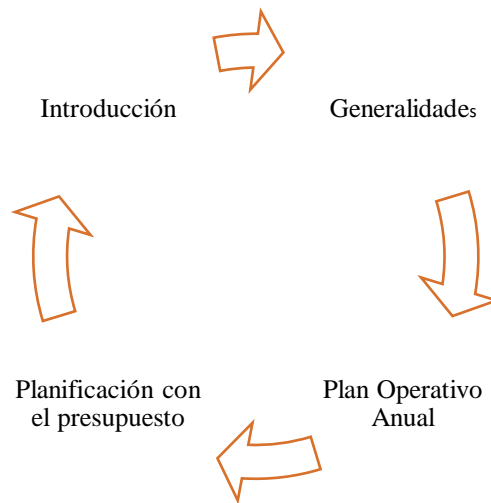 Introducción
Generalidades
Planificación con
el presupuesto
Plan Operativo
Anual